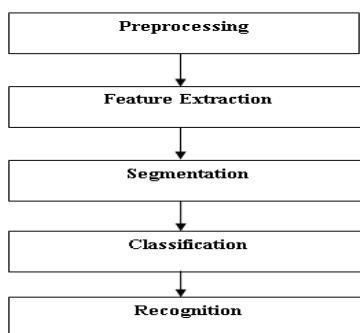 Preprocessing
Feature Extraction
Segmentation
Classification
Recognition